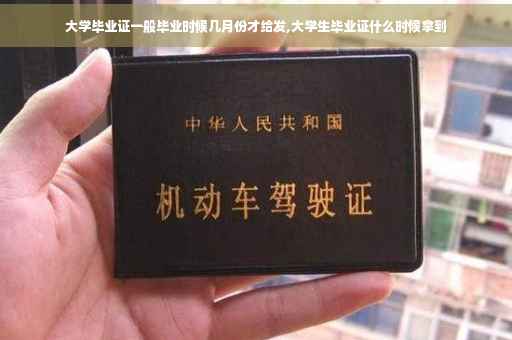 大学毕业证一般毕业时候几月份才给发,大学生毕业证什么时候拿到
中华人民共和国
机动车驾驶证